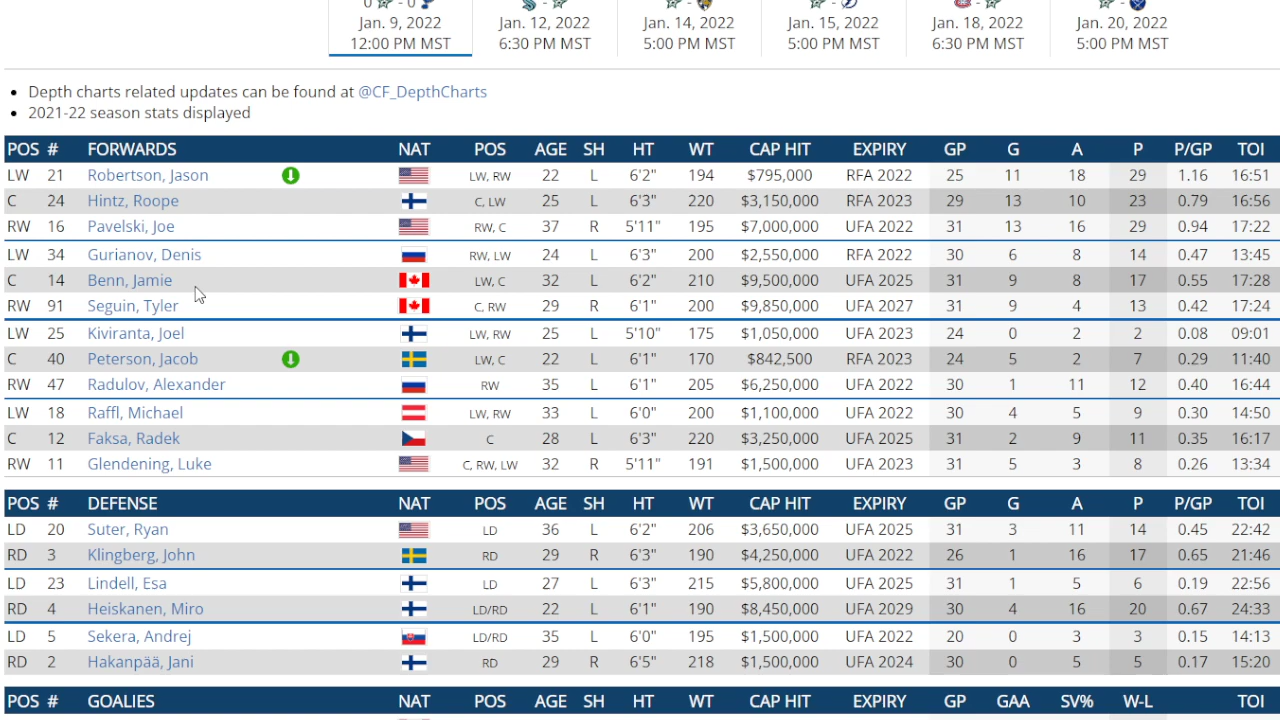 0 - 0
Jan. 9, 2022 Jan. 12, 2022 Jan. 14, 2022 Jan. 15, 2022 Jan. 18, 2022 Jan. 20, 2022
12:00 PM MST 6:30 PM MST 5:00 PM MST 5:00 PM MST 6:30 PM MST 5:00 PM MST
• Depth charts related updates can be found at @CF_DepthCharts
• 2021-22 season stats displayed
POS # FORWARDS NAT POS AGE SH HT WT CAP HIT EXPIRY GP G A P P/GP TOI
LW 21 Robertson, Jason LW, RW 22 L 6'2" 194 $795,000 RFA 2022 25 11 18 29 1.16 16:51
C 24 Hintz, Roope C, LW 25 L 6'3" 220 $3,150,000 RFA 2023 29 13 10 23 0.79 16:56
RW 16 Pavelski, Joe RW, C 37 R 5'11" 195 $7,000,000 UFA 2022 31 13 16 29 0.94 17:22
LW 34 Gurianov, Denis RW, LW 24 L 6'3" 200 $2,550,000 RFA 2022 30 6 8 14 0.47 13:45
C 14 Benn, Jamie LW, C 32 L 6'2" 210 $9,500,000 UFA 2025 31 9 8 17 0.55 17:28
RW 91 Seguin, Tyler C, RW 29 R 6'1" 200 $9,850,000 UFA 2027 31 9 4 13 0.42 17:24
LW 25 Kiviranta, Joel LW, RW 25 L 5'10" 175 $1,050,000 UFA 2023 24 0 2 2 0.08 09:01
C 40 Peterson, Jacob LW, C 22 L 6'1" 170 $842,500 RFA 2023 24 5 2 7 0.29 11:40
RW 47 Radulov, Alexander RW 35 L 6'1" 205 $6,250,000 UFA 2022 30 1 11 12 0.40 16:44
LW 18 Raffl, Michael LW, RW 33 L 6'0" 200 $1,100,000 UFA 2022 30 4 5 9 0.30 14:50
C 12 Faksa, Radek C 28 L 6'3" 220 $3,250,000 UFA 2025 31 2 9 11 0.35 16:17
RW 11 Glendening, Luke C, RW, LW 32 R 5'11" 191 $1,500,000 UFA 2023 31 5 3 8 0.26 13:34
POS # DEFENSE NAT POS AGE SH HT WT CAP HIT EXPIRY GP G A P P/GP TOI
LD 20 Suter, Ryan LD 36 L 6'2" 206 $3,650,000 UFA 2025 31 3 11 14 0.45 22:42
RD 3 Klingberg, John RD 29 R 6'3" 190 $4,250,000 UFA 2022 26 1 16 17 0.65 21:46
LD 23 Lindell, Esa LD 27 L 6'3" 215 $5,800,000 UFA 2025 31 1 5 6 0.19 22:56
RD 4 Heiskanen, Miro LD/RD 22 L 6'1" 190 $8,450,000 UFA 2029 30 4 16 20 0.67 24:33
LD 5 Sekera, Andrej LD/RD 35 L 6'0" 195 $1,500,000 UFA 2022 20 0 3 3 0.15 14:13
RD 2 Hakanpää, Jani RD 29 R 6'5" 218 $1,500,000 UFA 2024 30 0 5 5 0.17 15:20
POS # GOALIES NAT POS AGE SH HT WT CAP HIT EXPIRY GP GAA SV% W-L TOI